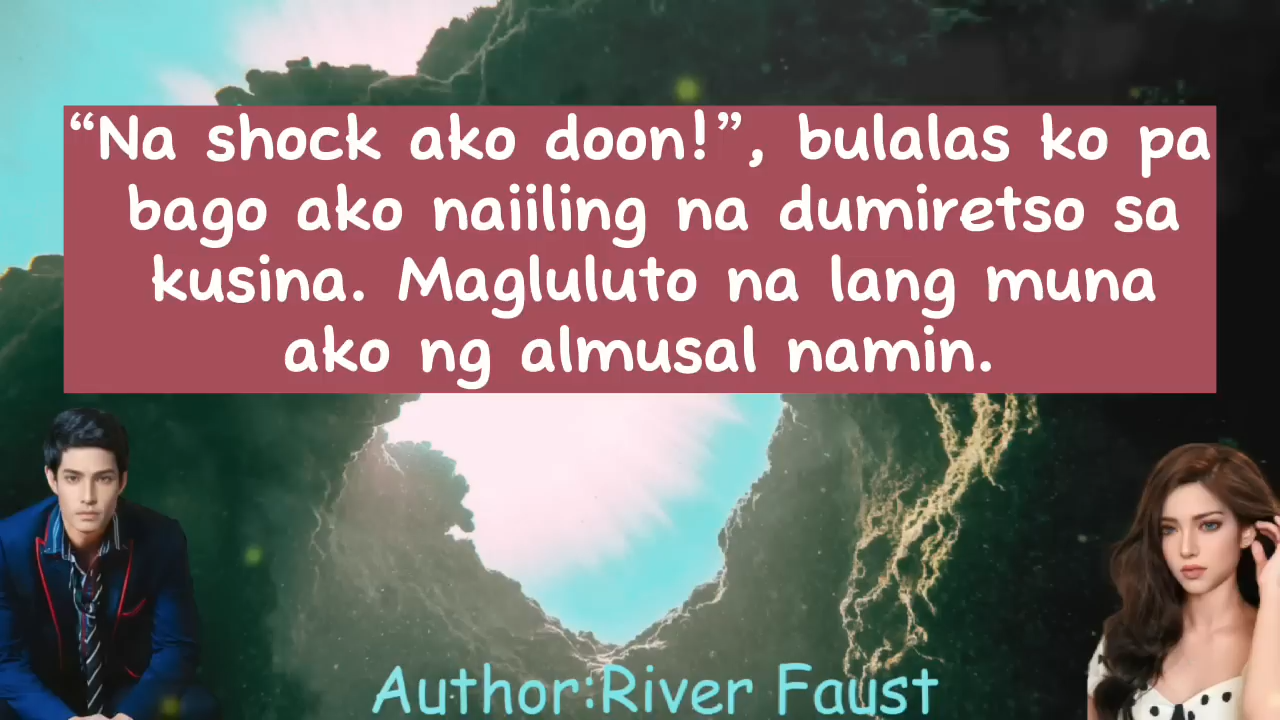 “Na shock ako doon!”, bulalas ko pa
bago ako naiiling na dumiretso sa
kusina. Magluluto na lang muna
ako ng almusal namin.
Author:River Faust